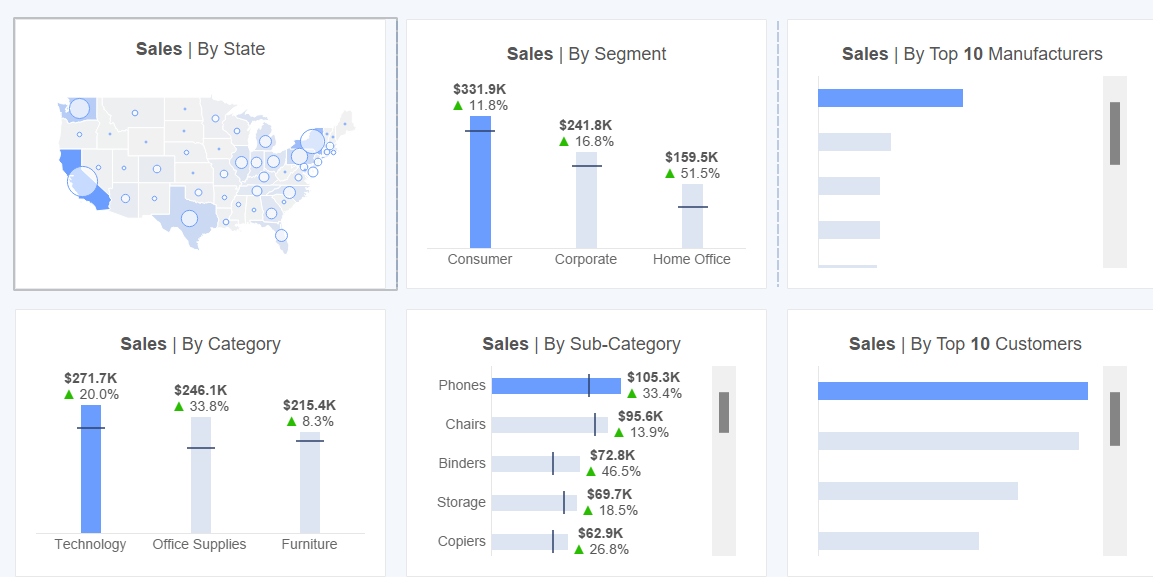 Sales | By State
Sales | By Segment
$331.9K
▲ 11.8%
$241.8K
▲ 16.8%
$159.5K
▲ 51.5%
Consumer
Corporate
Home Office
Sales | By Top 10 Manufacturers
Sales | By Category
$271.7K
▲ 20.0%
$246.1K
▲ 33.8%
$215.4K
▲ 8.3%
Technology
Office Supplies
Furniture
Sales | By Sub-Category
Phones
$105.3K
▲ 33.4%
Chairs
$95.6K
▲ 13.9%
Binders
$72.8K
▲ 46.5%
Storage
$69.7K
▲ 18.5%
Copiers
$62.9K
▲ 26.8%
Sales | By Top 10 Customers